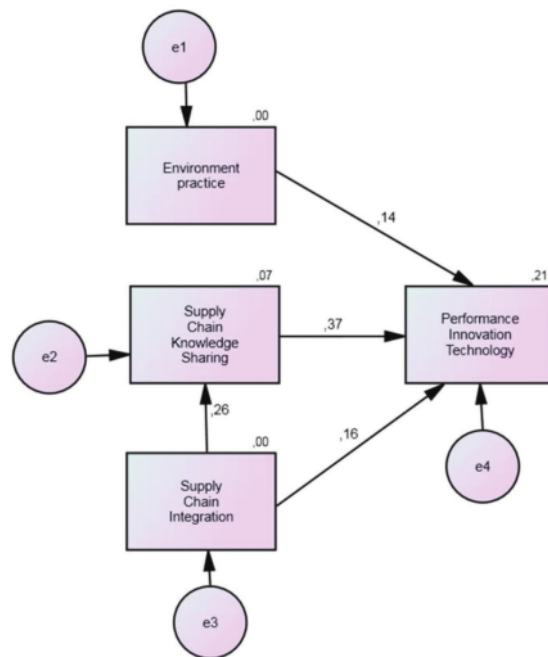 e1
,00
Environment
practice
,14
,07
,21
Supply
Chain
Knowledge
Sharing
,37
Performance
Innovation
Technology
e2
,26
,00
,16
Supply
Chain
Integration
e4
e3